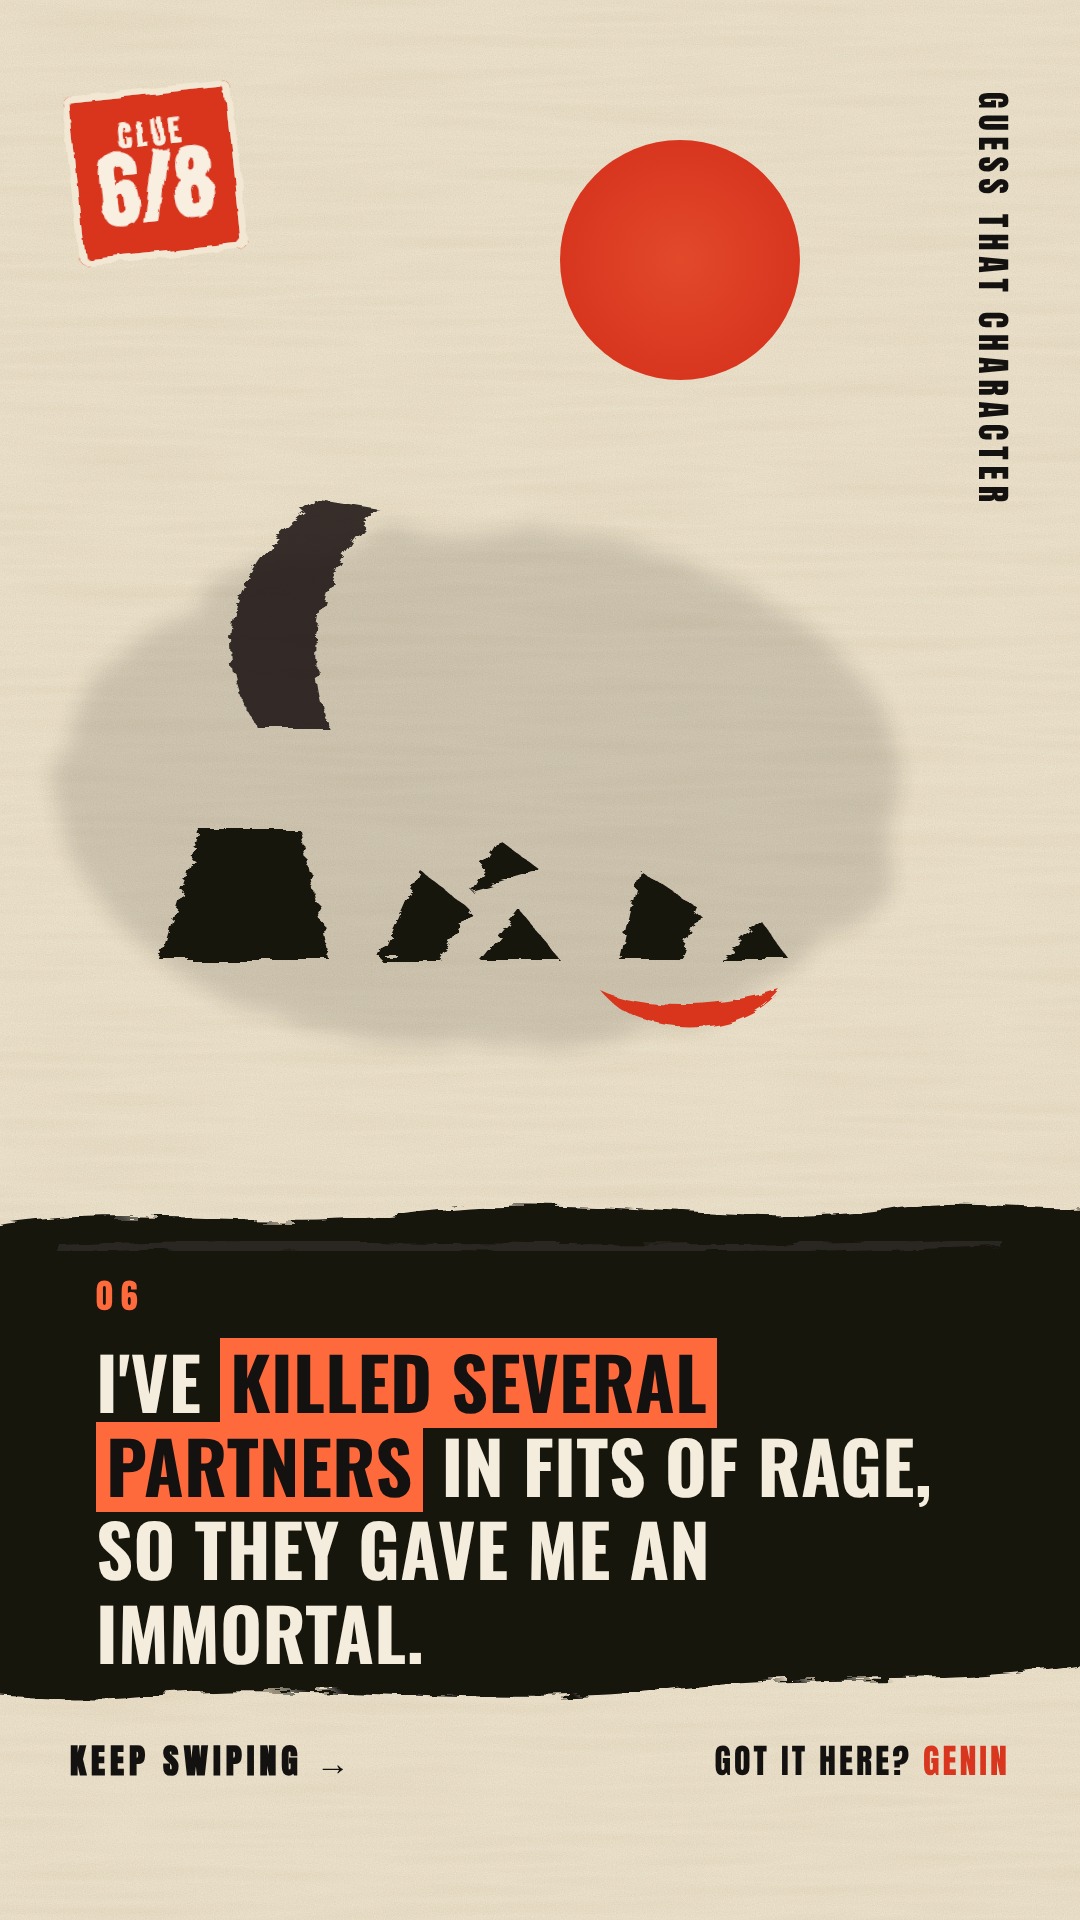 CLUE
6/8
GUESS THAT CHARACTER
06
I'VE KILLED SEVERAL
PARTNERS IN FITS OF RAGE,
SO THEY GAVE ME AN
IMMORTAL.
KEEP SWIPING →
GOT IT HERE? GENIN